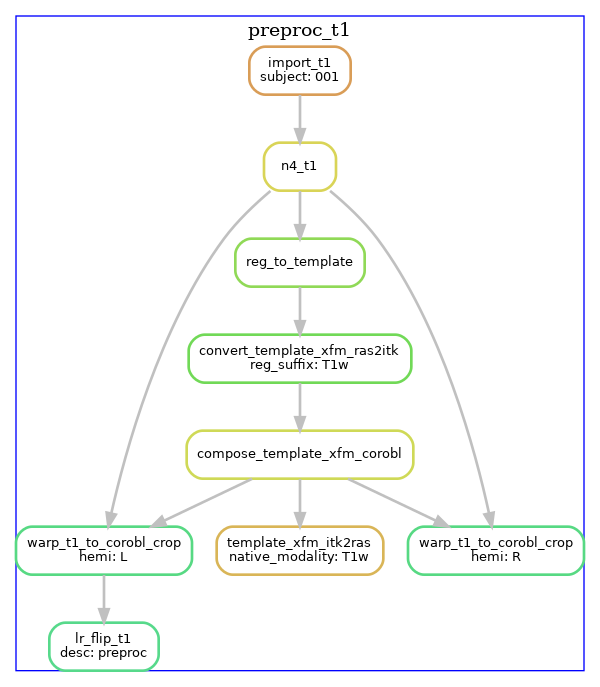 preproc_t1
import_t1
subject: 001
n4_t1
reg_to_template
convert_template_xfm_ras2itk
reg_suffix: T1w
compose_template_xfm_corobl
warp_t1_to_corobl_crop
hemi: L
template_xfm_itk2ras
native_modality: T1w
warp_t1_to_corobl_crop
hemi: R
lr_flip_t1
desc: preproc